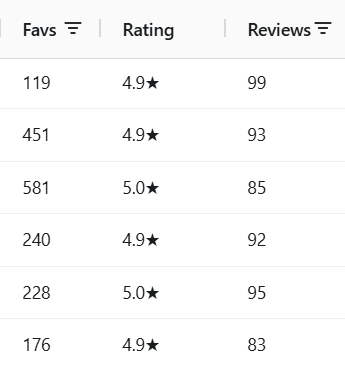 Favs Rating Reviews
119 4.9★ 99
451 4.9★ 93
581 5.0★ 85
240 4.9★ 92
228 5.0★ 95
176 4.9★ 83